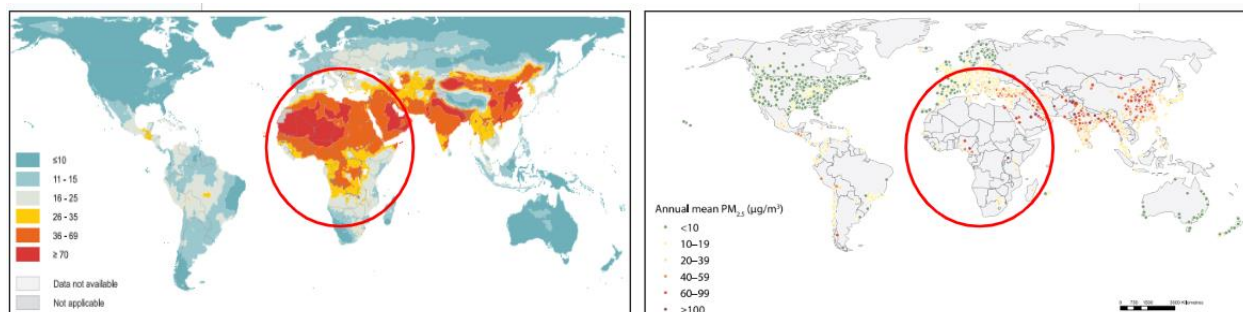 ≤10
11 - 15
16 - 25
26 - 35
36 - 69
≥ 70
Data not available
Not applicable
Annual mean PM2.5 (µg/m³)
<10
10–19
20–39
40–59
60–99
≥100